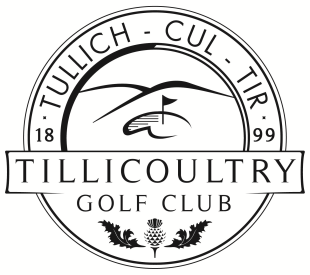 · TULLICH - CUL - TIR ·
18 99
TILLICOULTRY
GOLF CLUB